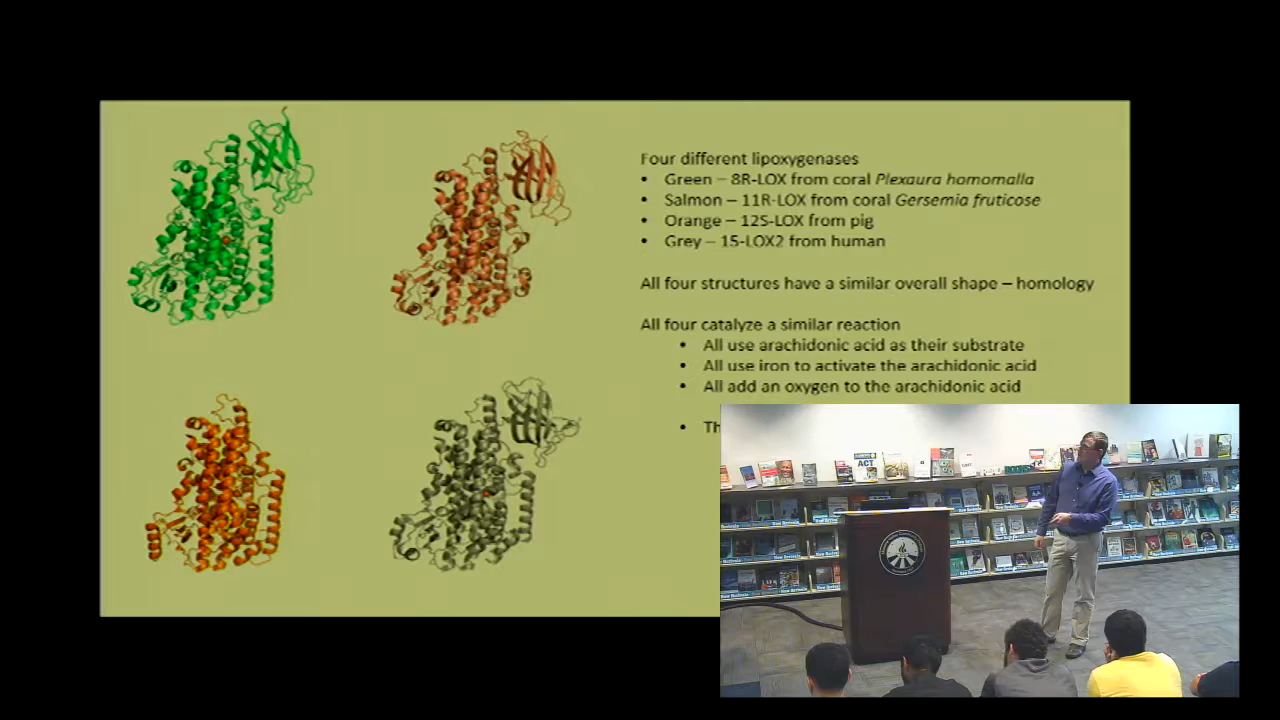 Four different lipoxygenases
• Green – 8R-LOX from coral Plexaura homomalla
• Salmon – 11R-LOX from coral Gersemia fruticose
• Orange – 12S-LOX from pig
• Grey – 15-LOX2 from human
All four structures have a similar overall shape – homology
All four catalyze a similar reaction
• All use arachidonic acid as their substrate
• All use iron to activate the arachidonic acid
• All add an oxygen to the arachidonic acid
• Th
ACT